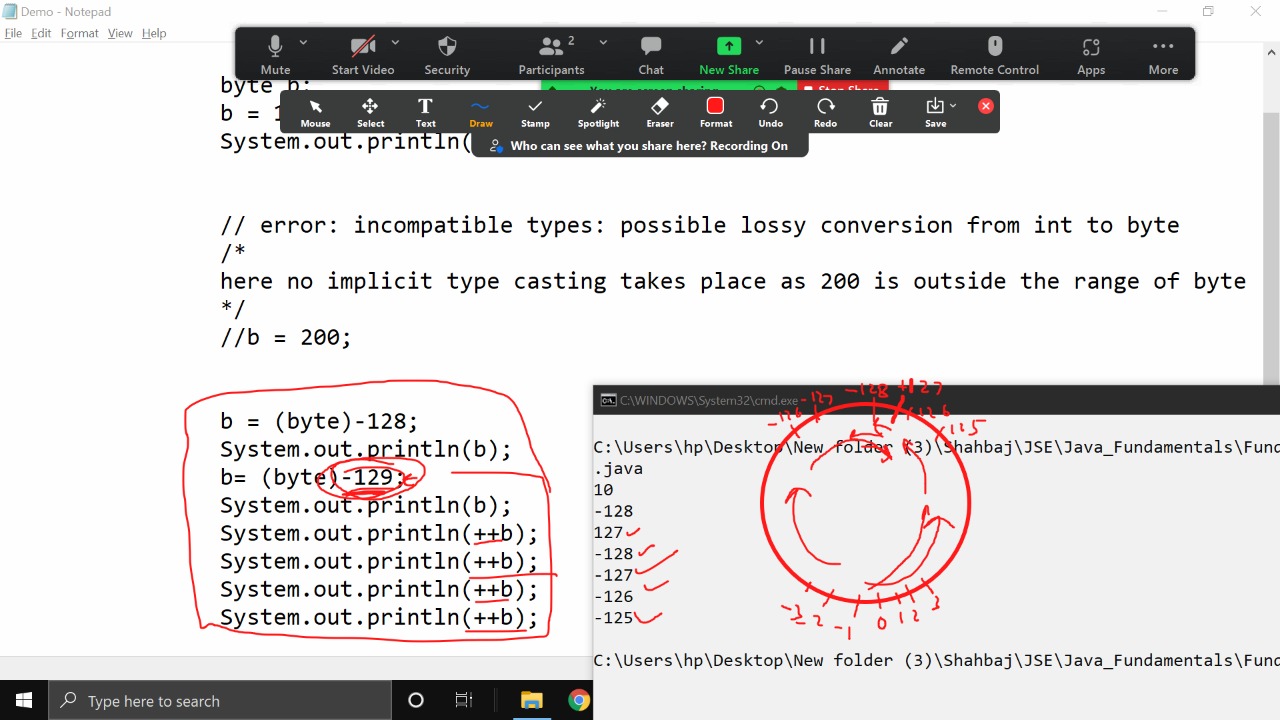 Demo - Notepad
File Edit Format View Help
Mute Start Video Security Participants 2 Chat New Share Pause Share Annotate Remote Control Apps More
You are screen sharing Stop Share
Mouse Select Text Draw Stamp Spotlight Eraser Format Undo Redo Clear Save
Who can see what you share here? Recording On
byte b;
b = 1
System.out.println(
// error: incompatible types: possible lossy conversion from int to byte
/*
here no implicit type casting takes place as 200 is outside the range of byte
*/
//b = 200;
b = (byte)-128;
System.out.println(b);
b= (byte)-129;
System.out.println(b);
System.out.println(++b);
System.out.println(++b);
System.out.println(++b);
System.out.println(++b);
C:\WINDOWS\System32\cmd.exe
C:\Users\hp\Desktop\New folder (3)\Shahbaj\JSE\Java_Fundamentals\Fund
.java
10
-128
127
-128
-127
-126
-125
C:\Users\hp\Desktop\New folder (3)\Shahbaj\JSE\Java_Fundamentals\Fund
-126 -127 -128 +127 126 125
-3 -2 -1 0 1 2 3
Type here to search